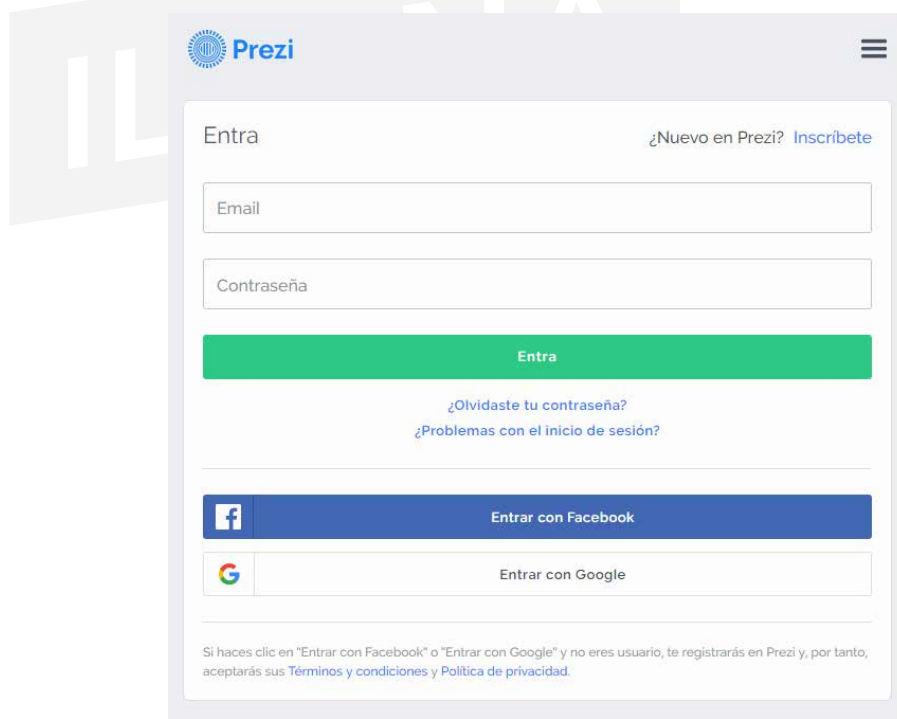 Prezi
Entra
¿Nuevo en Prezi? Inscríbete
Email
Contraseña
Entra
¿Olvidaste tu contraseña?
¿Problemas con el inicio de sesión?
Entrar con Facebook
Entrar con Google
Si haces clic en "Entrar con Facebook" o "Entrar con Google" y no eres usuario, te registrarás en Prezi y, por tanto,
aceptarás sus Términos y condiciones y Política de privacidad.